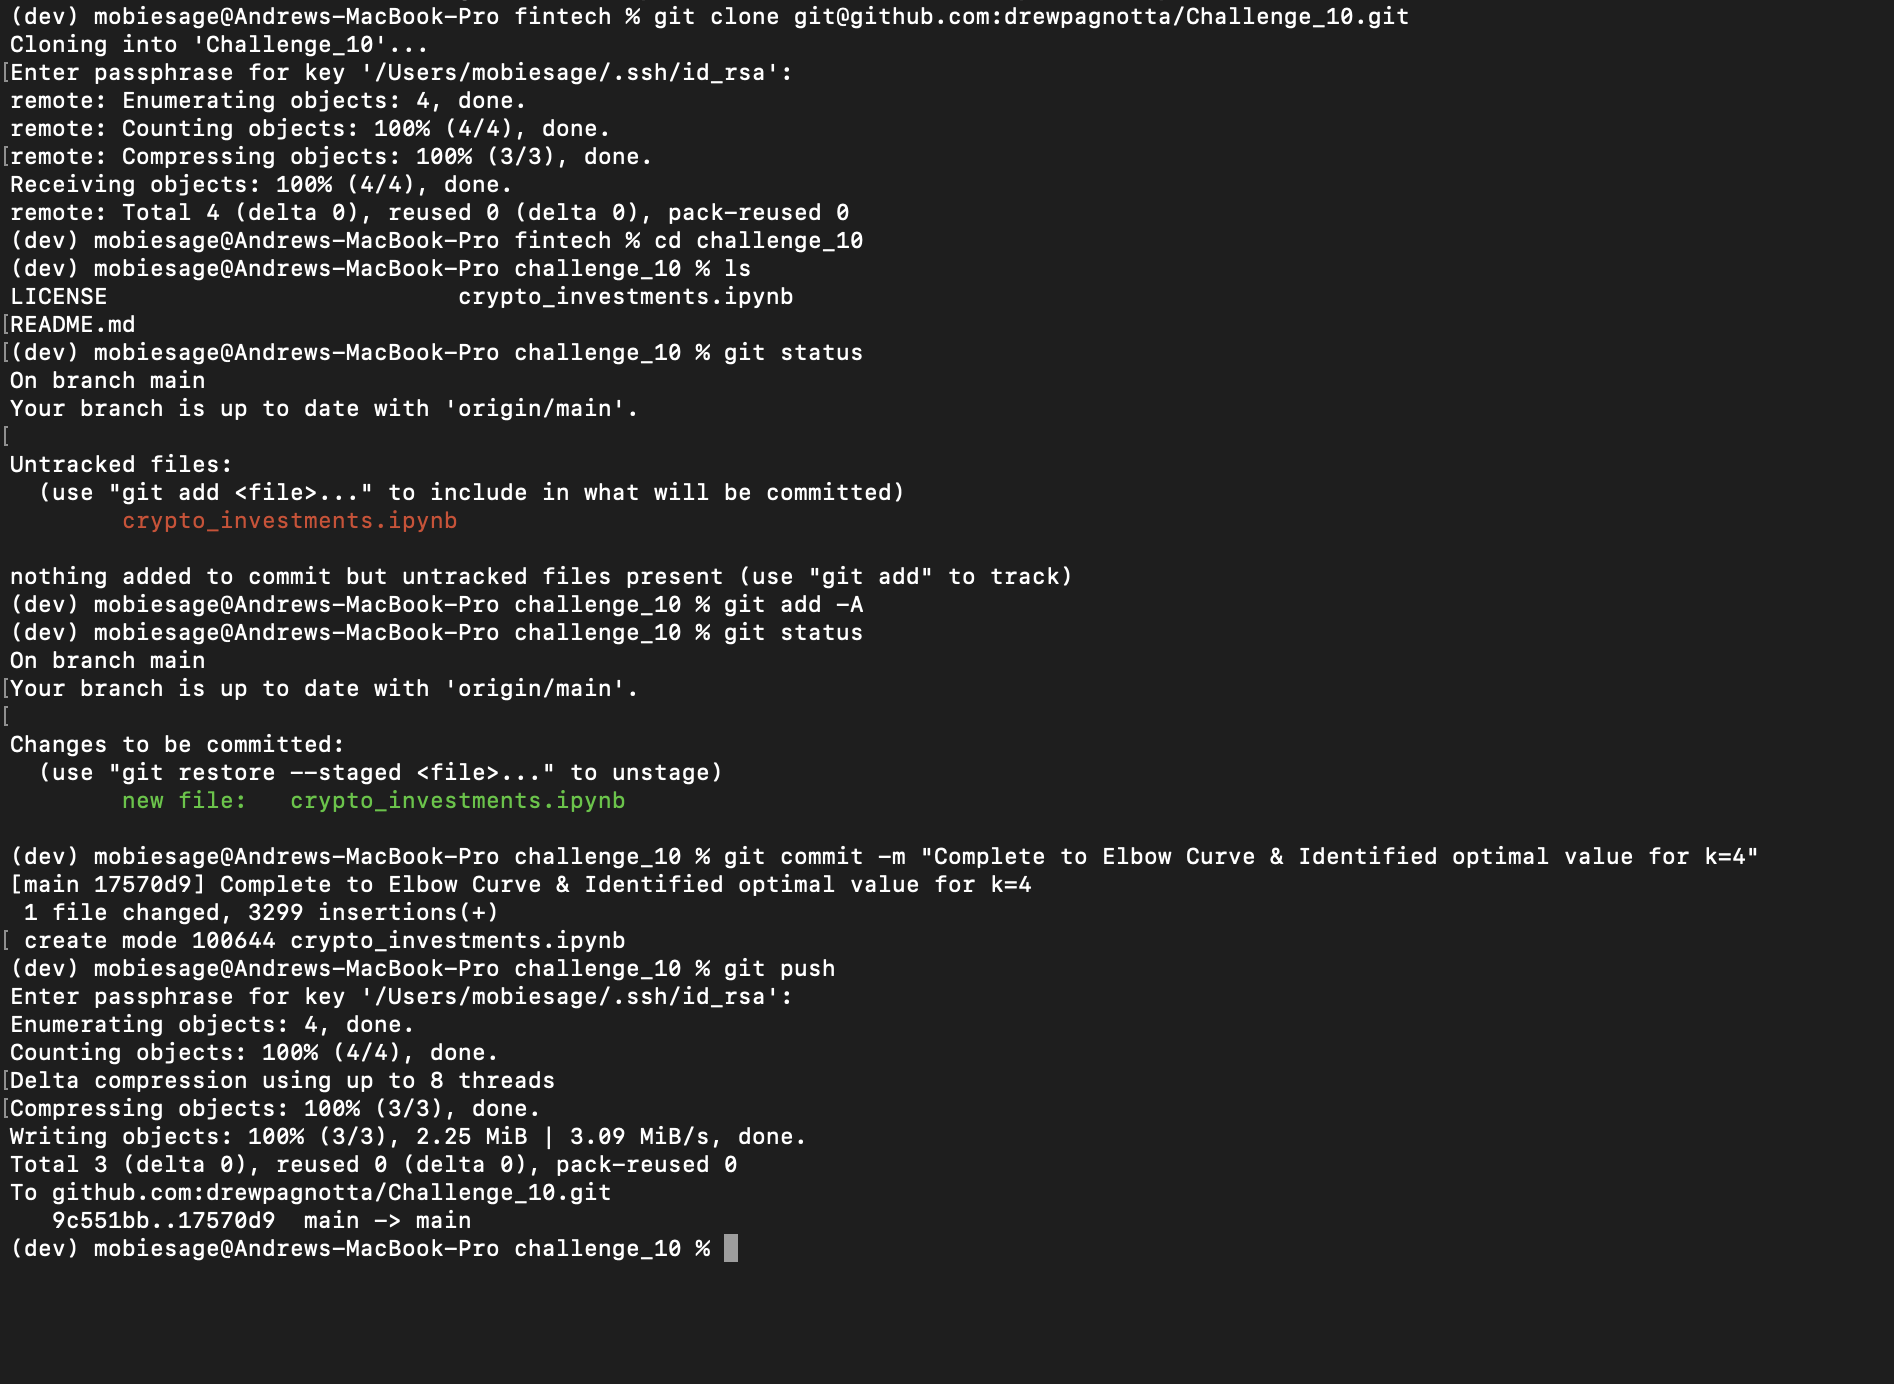 (dev) mobiesage@Andrews-MacBook-Pro fintech % git clone git@github.com:drewpagnotta/Challenge_10.git
Cloning into 'Challenge_10'...
[Enter passphrase for key '/Users/mobiesage/.ssh/id_rsa':
remote: Enumerating objects: 4, done.
remote: Counting objects: 100% (4/4), done.
[remote: Compressing objects: 100% (3/3), done.
Receiving objects: 100% (4/4), done.
remote: Total 4 (delta 0), reused 0 (delta 0), pack-reused 0
(dev) mobiesage@Andrews-MacBook-Pro fintech % cd challenge_10
(dev) mobiesage@Andrews-MacBook-Pro challenge_10 % ls
LICENSE                         crypto_investments.ipynb
[README.md
[(dev) mobiesage@Andrews-MacBook-Pro challenge_10 % git status
On branch main
Your branch is up to date with 'origin/main'.
[
Untracked files:
  (use "git add <file>..." to include in what will be committed)
        crypto_investments.ipynb
nothing added to commit but untracked files present (use "git add" to track)
(dev) mobiesage@Andrews-MacBook-Pro challenge_10 % git add -A
(dev) mobiesage@Andrews-MacBook-Pro challenge_10 % git status
On branch main
[Your branch is up to date with 'origin/main'.
[
Changes to be committed:
  (use "git restore --staged <file>..." to unstage)
        new file:   crypto_investments.ipynb
(dev) mobiesage@Andrews-MacBook-Pro challenge_10 % git commit -m "Complete to Elbow Curve & Identified optimal value for k=4"
[main 17570d9] Complete to Elbow Curve & Identified optimal value for k=4
 1 file changed, 3299 insertions(+)
[ create mode 100644 crypto_investments.ipynb
(dev) mobiesage@Andrews-MacBook-Pro challenge_10 % git push
Enter passphrase for key '/Users/mobiesage/.ssh/id_rsa':
Enumerating objects: 4, done.
Counting objects: 100% (4/4), done.
[Delta compression using up to 8 threads
[Compressing objects: 100% (3/3), done.
Writing objects: 100% (3/3), 2.25 MiB | 3.09 MiB/s, done.
Total 3 (delta 0), reused 0 (delta 0), pack-reused 0
To github.com:drewpagnotta/Challenge_10.git
   9c551bb..17570d9  main -> main
(dev) mobiesage@Andrews-MacBook-Pro challenge_10 %